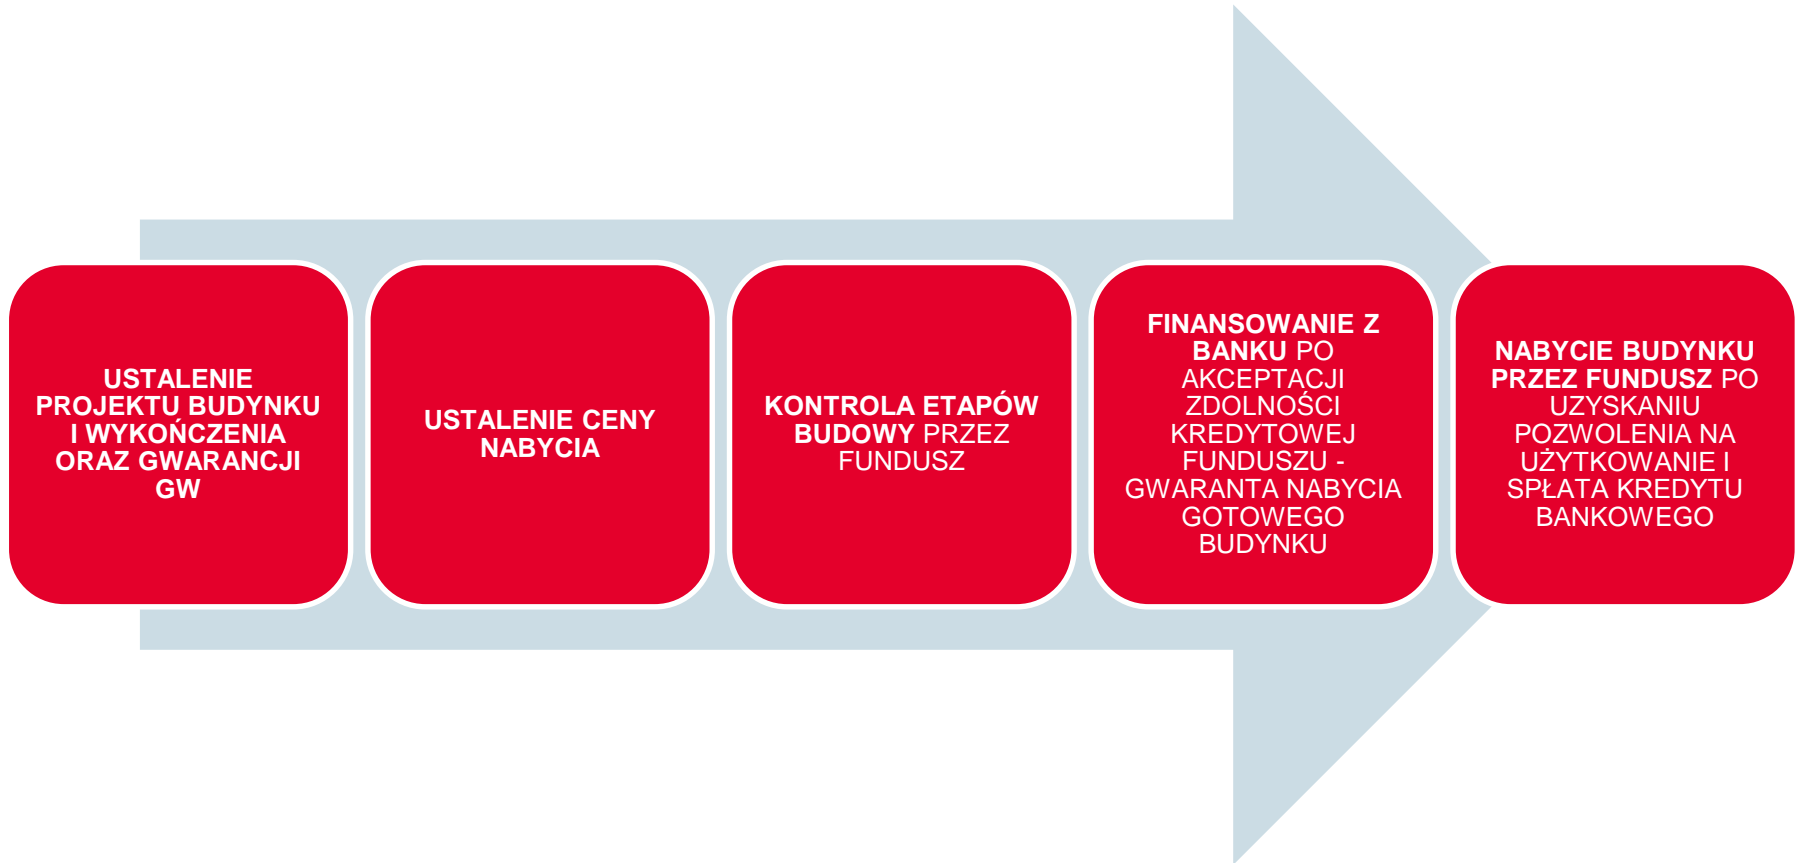 USTALENIE
PROJEKTU BUDYNKU
I WYKOŃCZENIA
ORAZ GWARANCJI
GW
USTALENIE CENY
NABYCIA
KONTROLA ETAPÓW
BUDOWY PRZEZ
FUNDUSZ
FINANSOWANIE Z
BANKU PO
AKCEPTACJI
ZDOLNOŚCI
KREDYTOWEJ
FUNDUSZU -
GWARANTA NABYCIA
GOTOWEGO
BUDYNKU
NABYCIE BUDYNKU
PRZEZ FUNDUSZ PO
UZYSKANIU
POZWOLENIA NA
UŻYTKOWANIE I
SPŁATA KREDYTU
BANKOWEGO